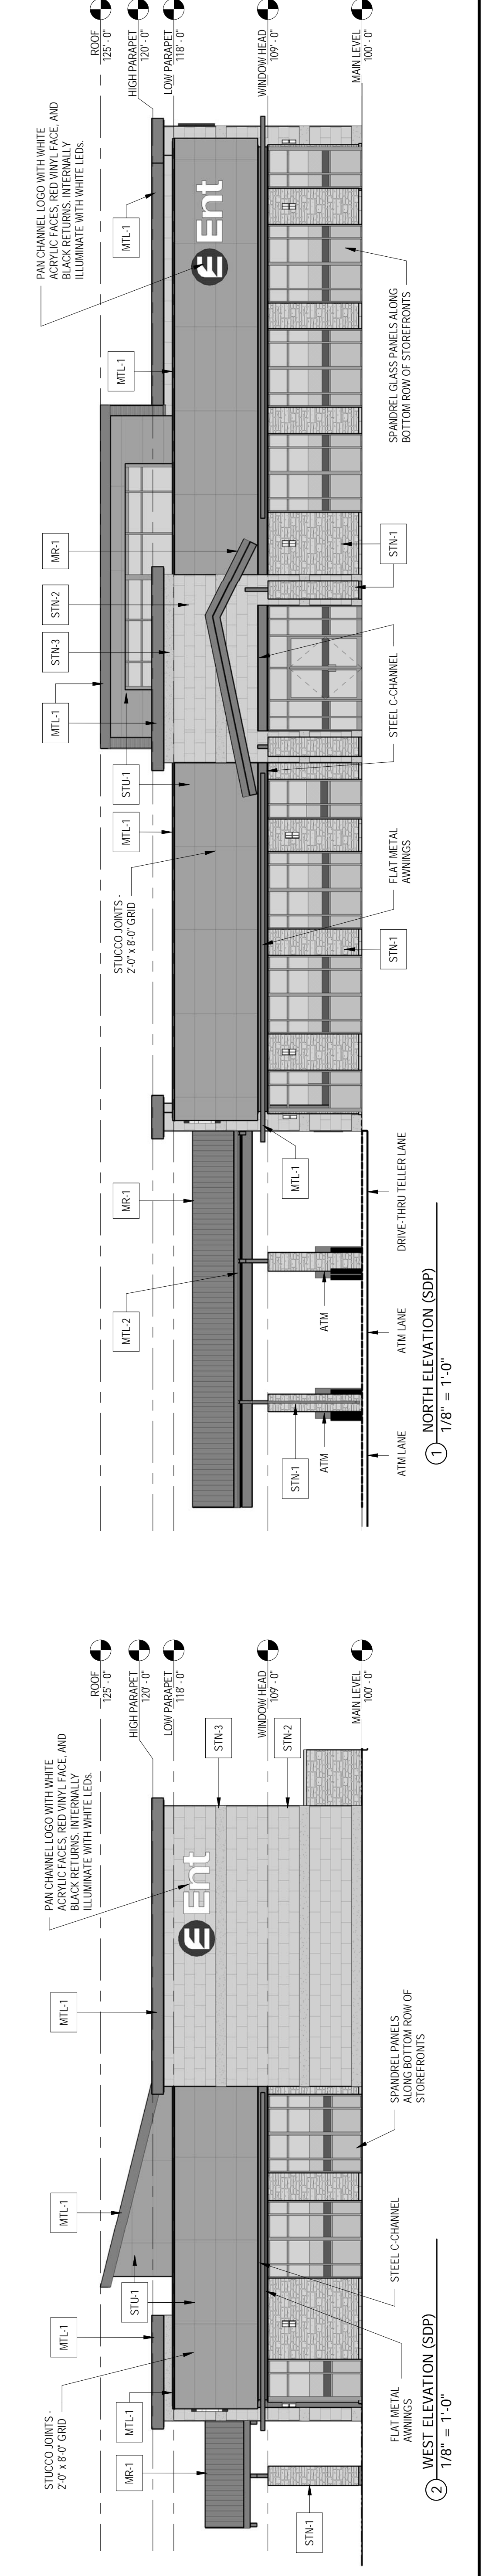 STUCCO JOINTS -
2'-0" x 8'-0" GRID
MTL-1
MTL-1
MTL-1
PAN CHANNEL LOGO WITH WHITE
ACRYLIC FACES, RED VINYL FACE, AND
BLACK RETURNS. INTERNALLY
ILLUMINATE WITH WHITE LEDs.
ROOF
125' - 0"
HIGH PARAPET
120' - 0"
LOW PARAPET
118' - 0"
WINDOW HEAD
109' - 0"
MAIN LEVEL
100' - 0"
MR-1
MTL-1
STU-1
Ent
STN-3
STN-2
STN-1
FLAT METAL
AWNINGS
STEEL C-CHANNEL
SPANDREL PANELS
ALONG BOTTOM ROW OF
STOREFRONTS
2
WEST ELEVATION (SDP)
1/8" = 1'-0"
STUCCO JOINTS -
2'-0" x 8'-0" GRID
MTL-1
MTL-1
STN-3
STN-2
MR-1
PAN CHANNEL LOGO WITH WHITE
ACRYLIC FACES, RED VINYL FACE, AND
BLACK RETURNS. INTERNALLY
ILLUMINATE WITH WHITE LEDs.
ROOF
125' - 0"
HIGH PARAPET
120' - 0"
LOW PARAPET
118' - 0"
WINDOW HEAD
109' - 0"
MAIN LEVEL
100' - 0"
MTL-2
MR-1
MTL-1
STU-1
MTL-1
MTL-1
Ent
STN-1
ATM
ATM
MTL-1
ATM LANE
ATM LANE
DRIVE-THRU TELLER LANE
STN-1
FLAT METAL
AWNINGS
STEEL C-CHANNEL
STN-1
SPANDREL GLASS PANELS ALONG
BOTTOM ROW OF STOREFRONTS
1
NORTH ELEVATION (SDP)
1/8" = 1'-0"